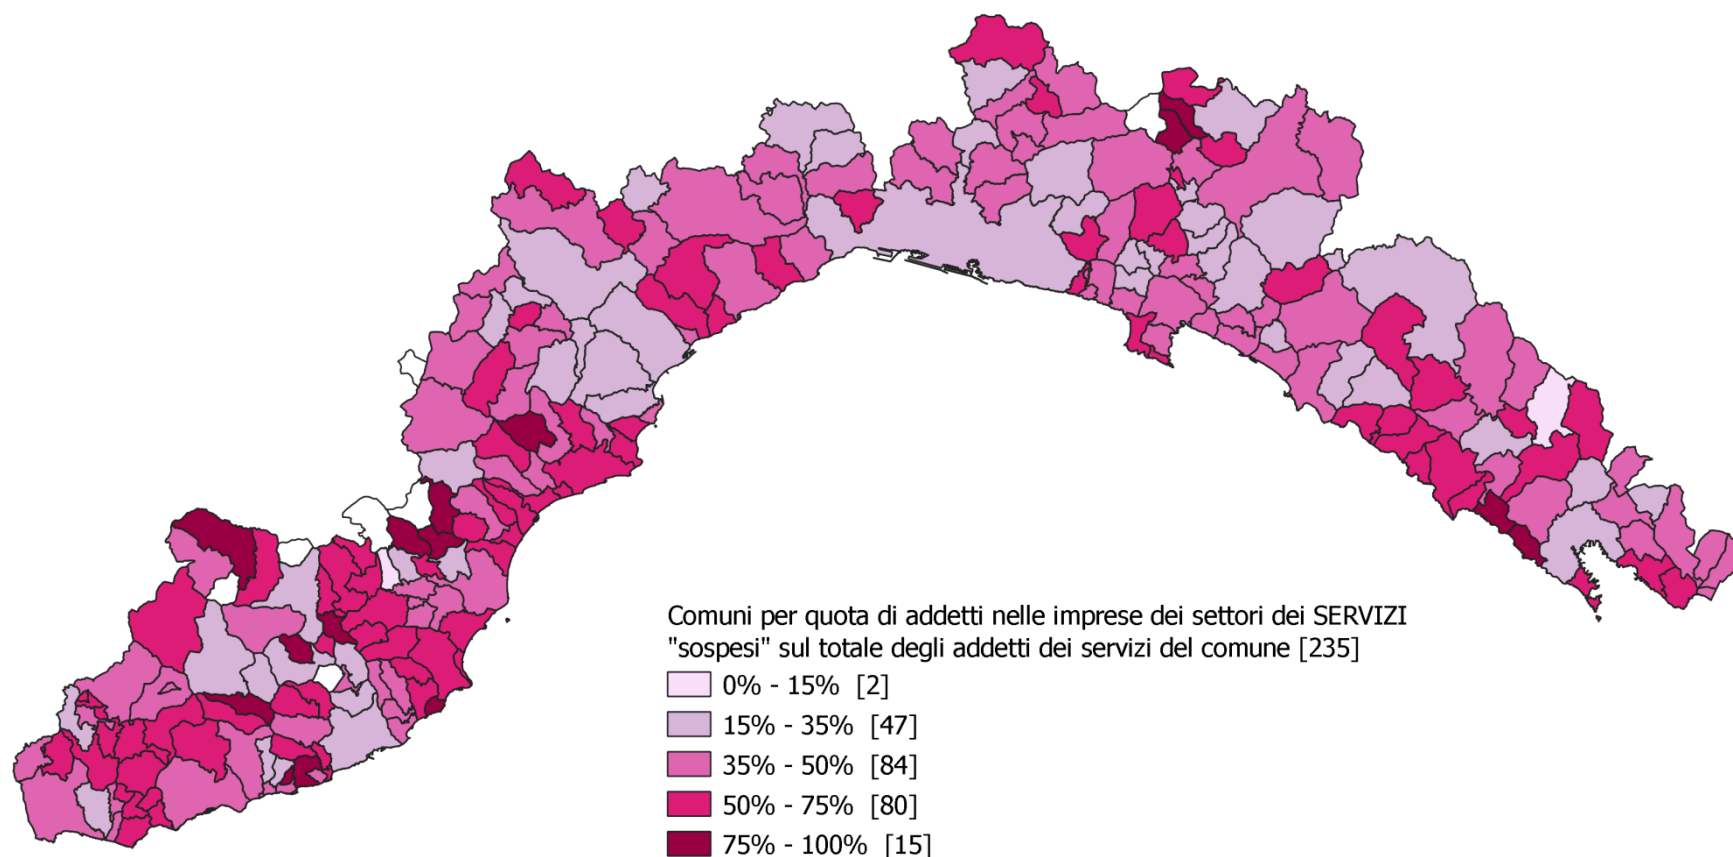 Comuni per quota di addetti nelle imprese dei settori dei SERVIZI
"sospesi" sul totale degli addetti dei servizi del comune [235]
0% - 15% [2]
15% - 35% [47]
35% - 50% [84]
50% - 75% [80]
75% - 100% [15]